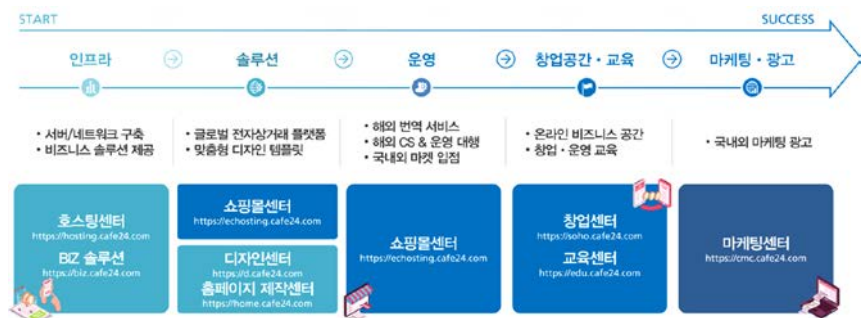 START
SUCCESS
인프라
솔루션
운영
창업공간 · 교육
마케팅 · 광고
• 서버/네트워크 구축
• 비즈니스 솔루션 제공
• 글로벌 전자상거래 플랫폼
• 맞춤형 디자인 템플릿
• 해외 번역 서비스
• 해외 CS & 운영 대행
• 국내외 마켓 입점
• 온라인 비즈니스 공간
• 창업 · 운영 교육
• 국내외 마케팅 광고
호스팅센터
https://hosting.cafe24.com
BIZ 솔루션
https://biz.cafe24.com
쇼핑몰센터
https://echosting.cafe24.com
디자인센터
https://d.cafe24.com
홈페이지 제작센터
https://home.cafe24.com
쇼핑몰센터
https://echosting.cafe24.com
창업센터
https://soho.cafe24.com
교육센터
https://edu.cafe24.com
마케팅센터
https://cmc.cafe24.com